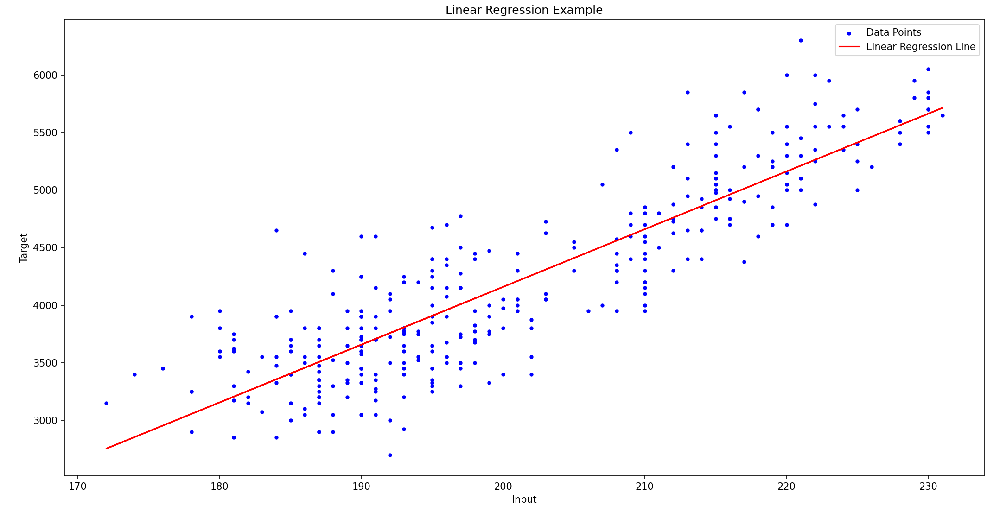 Linear Regression Example
Data Points
Linear Regression Line
6000
5500
5000
4500
4000
3500
3000
Target
170 180 190 200 210 220 230
Input